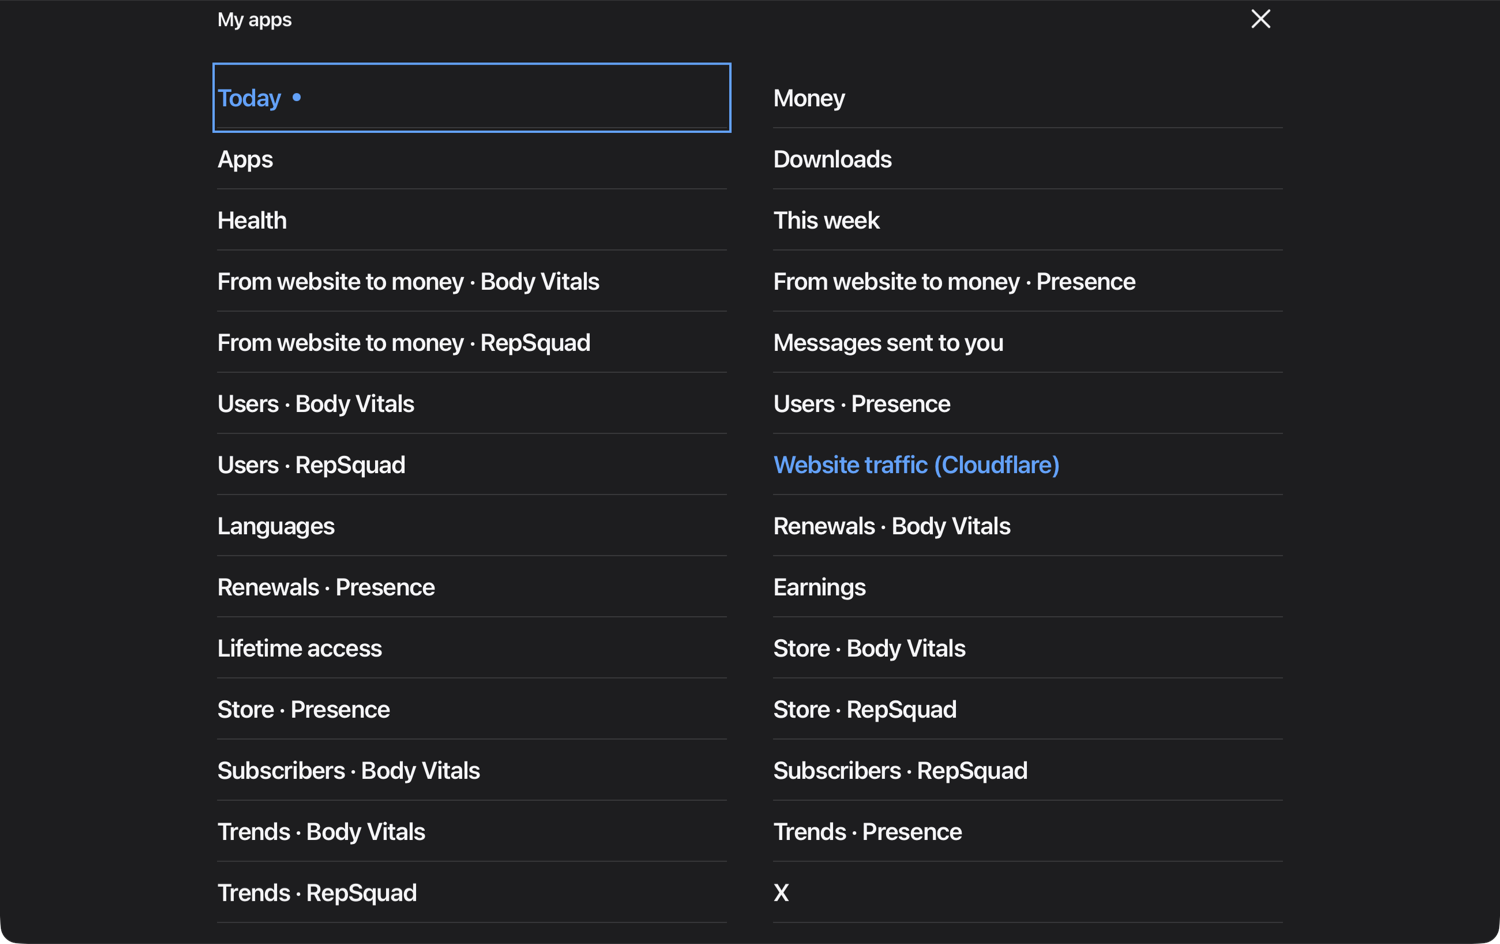 My apps
Today •
Money
Apps
Downloads
Health
This week
From website to money · Body Vitals
From website to money · Presence
From website to money · RepSquad
Messages sent to you
Users · Body Vitals
Users · Presence
Users · RepSquad
Website traffic (Cloudflare)
Languages
Renewals · Body Vitals
Renewals · Presence
Earnings
Lifetime access
Store · Body Vitals
Store · Presence
Store · RepSquad
Subscribers · Body Vitals
Subscribers · RepSquad
Trends · Body Vitals
Trends · Presence
Trends · RepSquad
X